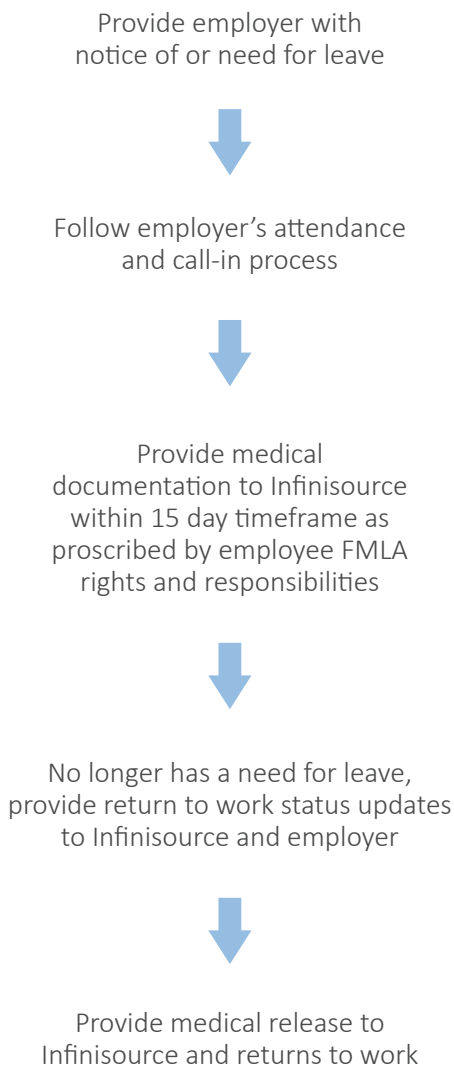 Provide employer with
notice of or need for leave
Follow employer’s attendance
and call-in process
Provide medical
documentation to Infinisource
within 15 day timeframe as
proscribed by employee FMLA
rights and responsibilities
No longer has a need for leave,
provide return to work status updates
to Infinisource and employer
Provide medical release to
Infinisource and returns to work